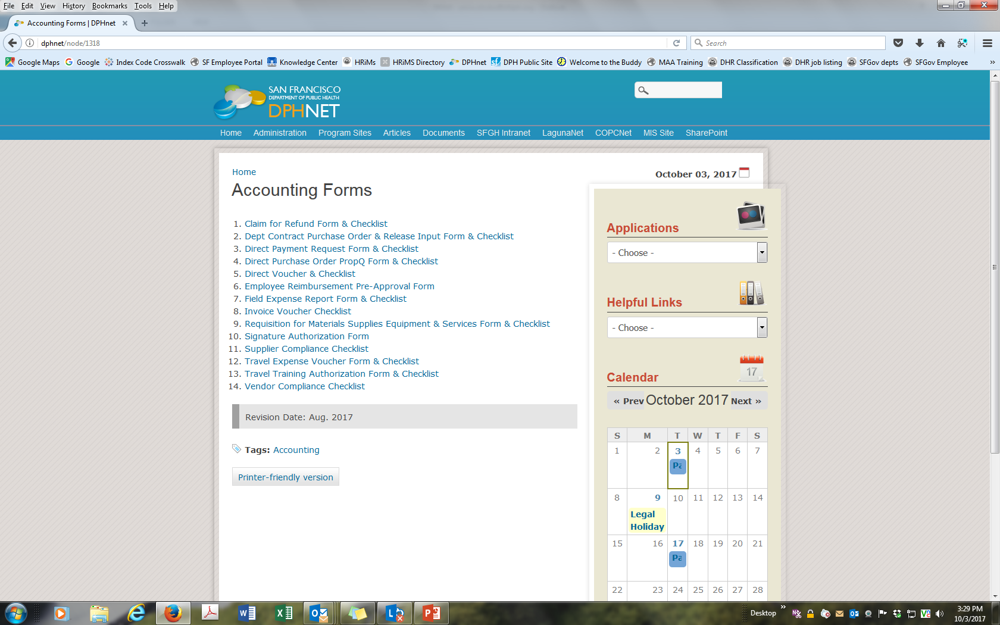 File Edit View History Bookmarks Tools Help
Accounting Forms | DPHnet
dphnet/node/1318
Search
Google Maps Google Index Code Crosswalk SF Employee Portal Knowledge Center HRiMs HRiMS Directory DPHnet DPH Public Site Welcome to the Buddy MAA Training DHR Classification DHR job listing SFGov depts SFGov Employee »
SAN FRANCISCO
DEPARTMENT OF PUBLIC HEALTH
DPHNET
Home Administration Program Sites Articles Documents SFGH Intranet LagunaNet COPCNet MIS Site SharePoint
Home
October 03, 2017
Accounting Forms
1. Claim for Refund Form & Checklist
2. Dept Contract Purchase Order & Release Input Form & Checklist
3. Direct Payment Request Form & Checklist
4. Direct Purchase Order PropQ Form & Checklist
5. Direct Voucher & Checklist
6. Employee Reimbursement Pre-Approval Form
7. Field Expense Report Form & Checklist
8. Invoice Voucher Checklist
9. Requisition for Materials Supplies Equipment & Services Form & Checklist
10. Signature Authorization Form
11. Supplier Compliance Checklist
12. Travel Expense Voucher Form & Checklist
13. Travel Training Authorization Form & Checklist
14. Vendor Compliance Checklist
Revision Date: Aug. 2017
Tags: Accounting
Printer-friendly version
Applications
- Choose -
Helpful Links
- Choose -
17
Calendar
« Prev October 2017 Next »
S M T W T F S
1 2 3 4 5 6 7
Pa
8 9 10 11 12 13 14
Legal
Holiday
15 16 17 18 19 20 21
Pa
22 23 24 25 26 27 28
Desktop »
3:29 PM
10/3/2017